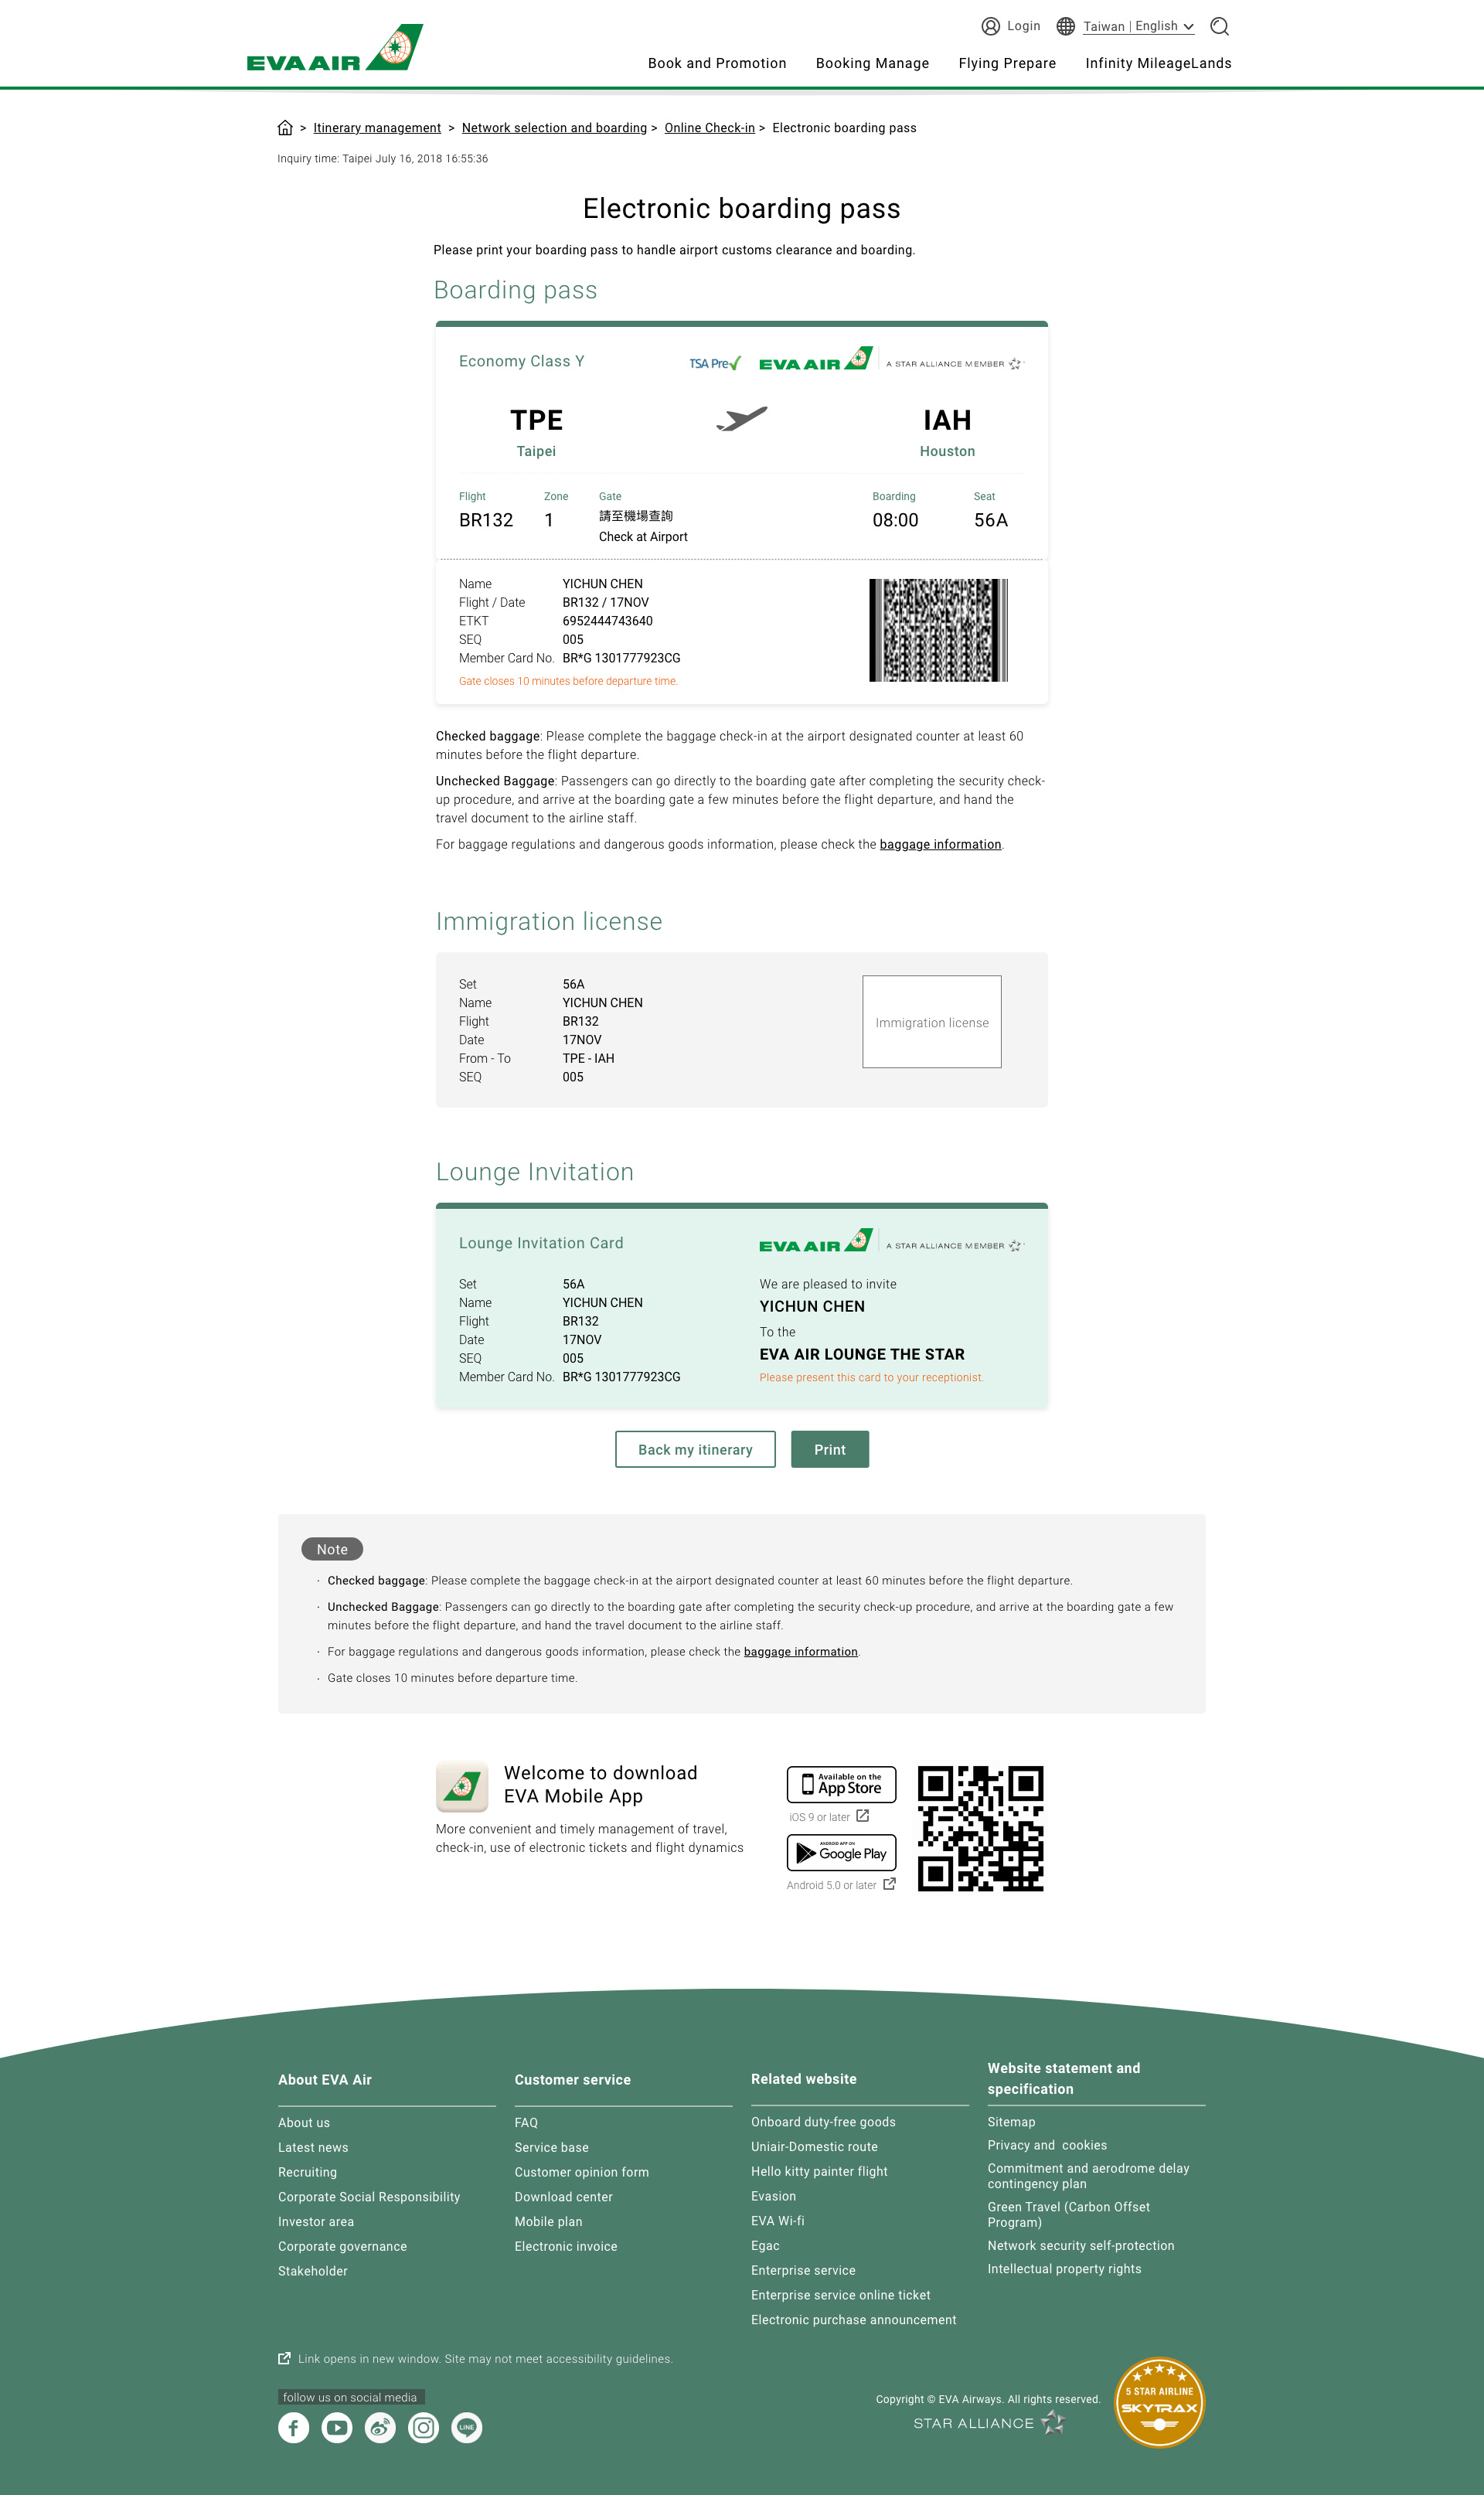 EVA AIR
Login
Taiwan | English
Book and Promotion Booking Manage Flying Prepare Infinity MileageLands
> Itinerary management > Network selection and boarding > Online Check-in > Electronic boarding pass
Inquiry time: Taipei July 16, 2018 16:55:36
Electronic boarding pass
Please print your boarding pass to handle airport customs clearance and boarding.
Boarding pass
Economy Class Y
TSA Pre
EVA AIR
A STAR ALLIANCE MEMBER
TPE
IAH
Taipei
Houston
Flight Zone Gate Boarding Seat
BR132 1 請至機場查詢 08:00 56A
Check at Airport
Name YICHUN CHEN
Flight / Date BR132 / 17NOV
ETKT 6952444743640
SEQ 005
Member Card No. BR*G 1301777923CG
Gate closes 10 minutes before departure time.
Checked baggage: Please complete the baggage check-in at the airport designated counter at least 60
minutes before the flight departure.
Unchecked Baggage: Passengers can go directly to the boarding gate after completing the security check-
up procedure, and arrive at the boarding gate a few minutes before the flight departure, and hand the
travel document to the airline staff.
For baggage regulations and dangerous goods information, please check the baggage information.
Immigration license
Set 56A
Name YICHUN CHEN
Flight BR132
Date 17NOV
From - To TPE - IAH
SEQ 005
Immigration license
Lounge Invitation
Lounge Invitation Card
EVA AIR
A STAR ALLIANCE MEMBER
Set 56A
Name YICHUN CHEN
Flight BR132
Date 17NOV
SEQ 005
Member Card No. BR*G 1301777923CG
We are pleased to invite
YICHUN CHEN
To the
EVA AIR LOUNGE THE STAR
Please present this card to your receptionist.
Back my itinerary
Print
Note
· Checked baggage: Please complete the baggage check-in at the airport designated counter at least 60 minutes before the flight departure.
· Unchecked Baggage: Passengers can go directly to the boarding gate after completing the security check-up procedure, and arrive at the boarding gate a few
minutes before the flight departure, and hand the travel document to the airline staff.
· For baggage regulations and dangerous goods information, please check the baggage information.
· Gate closes 10 minutes before departure time.
Welcome to download
EVA Mobile App
More convenient and timely management of travel,
check-in, use of electronic tickets and flight dynamics
Available on the
App Store
iOS 9 or later
ANDROID APP ON
Google Play
Android 5.0 or later
About EVA Air
About us
Latest news
Recruiting
Corporate Social Responsibility
Investor area
Corporate governance
Stakeholder
Customer service
FAQ
Service base
Customer opinion form
Download center
Mobile plan
Electronic invoice
Related website
Onboard duty-free goods
Uniair-Domestic route
Hello kitty painter flight
Evasion
EVA Wi-fi
Egac
Enterprise service
Enterprise service online ticket
Electronic purchase announcement
Website statement and
specification
Sitemap
Privacy and cookies
Commitment and aerodrome delay
contingency plan
Green Travel (Carbon Offset
Program)
Network security self-protection
Intellectual property rights
Link opens in new window. Site may not meet accessibility guidelines.
follow us on social media
LINE
Copyright © EVA Airways. All rights reserved.
STAR ALLIANCE
5 STAR AIRLINE
SKYTRAX